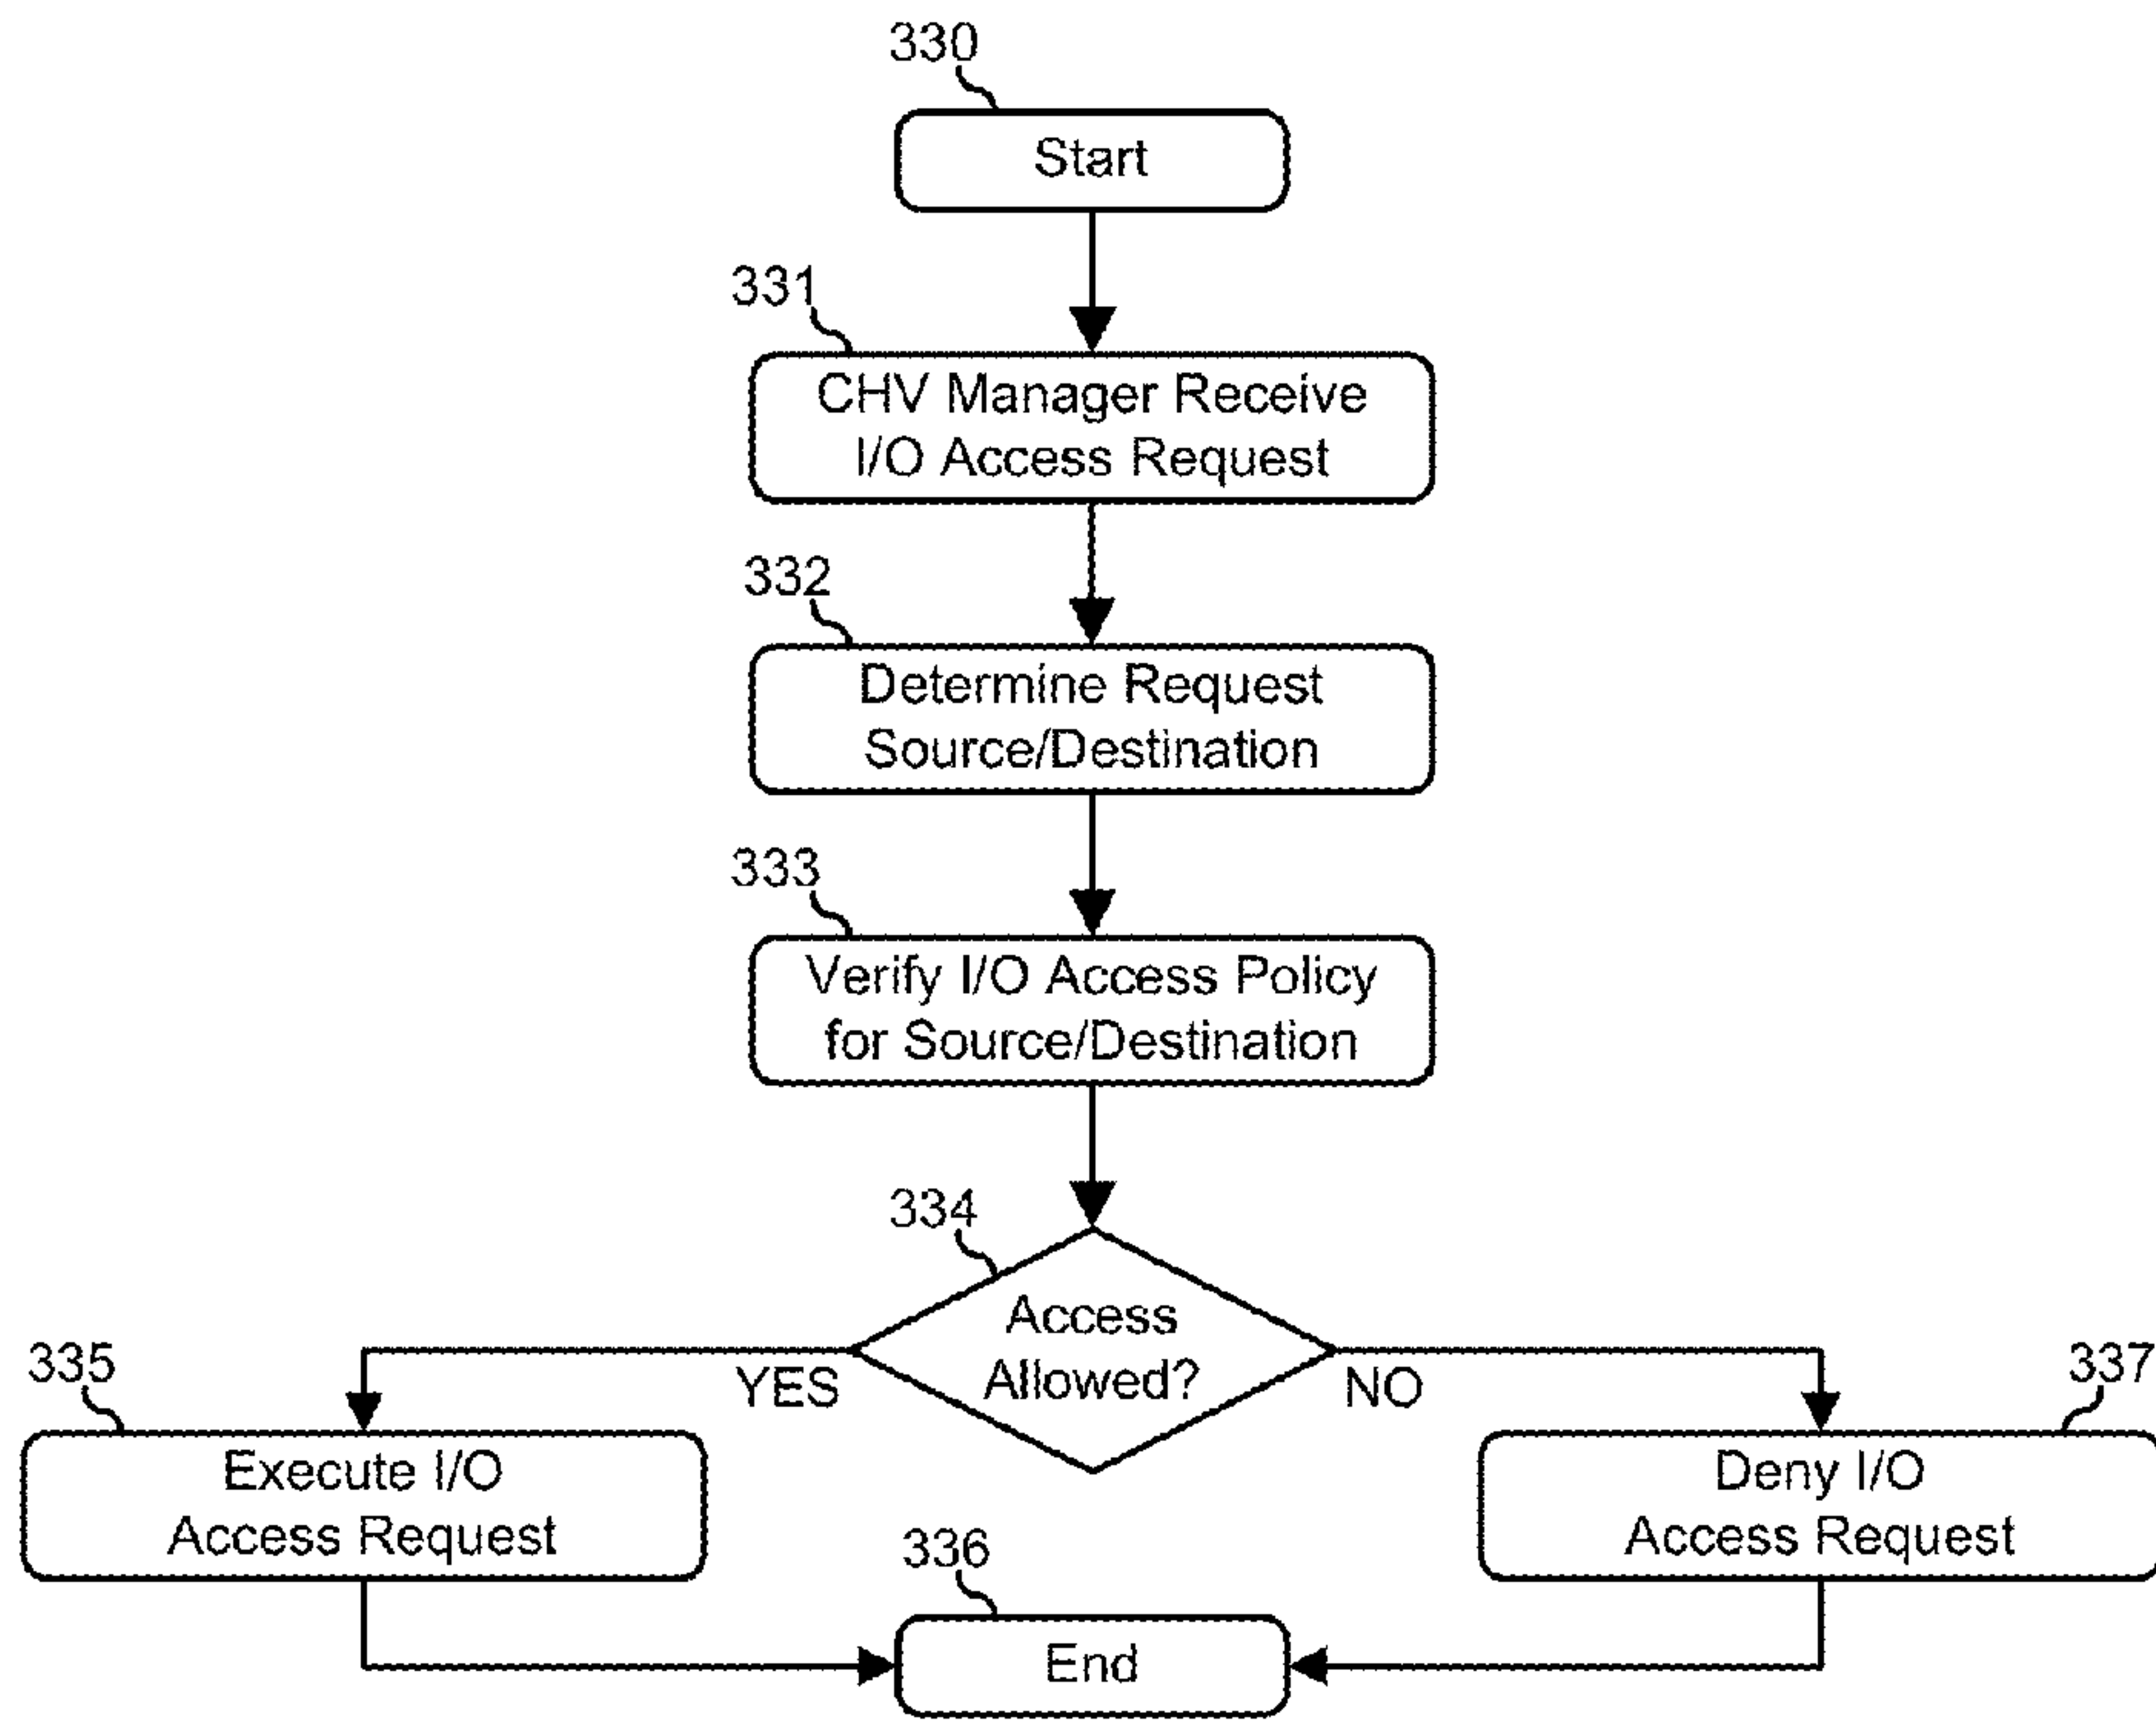 330
Start
331
CHV Manager Receive
I/O Access Request
332
Determine Request
Source/Destination
333
Verify I/O Access Policy
for Source/Destination
334
Access
Allowed?
YES
NO
335
Execute I/O
Access Request
337
Deny I/O
Access Request
336
End